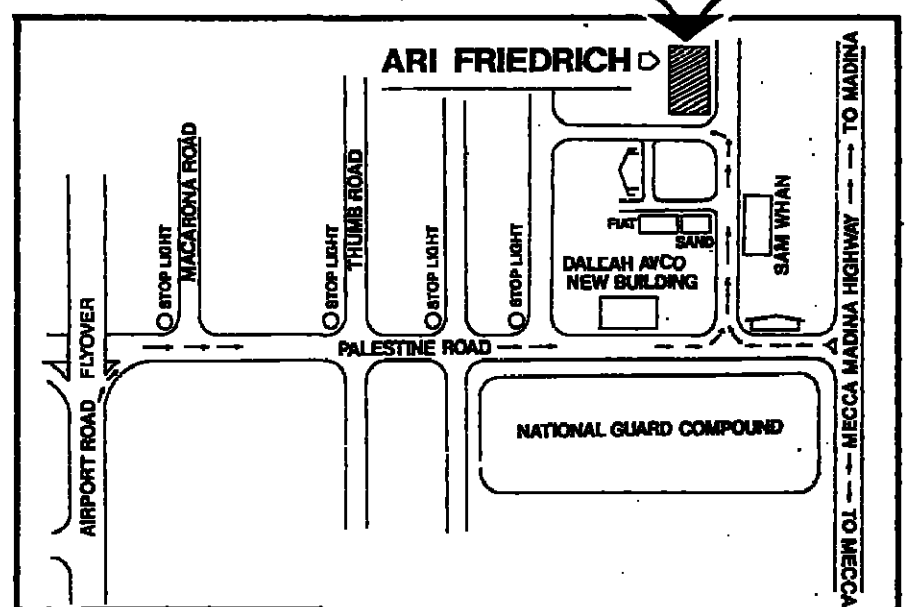 ARI FRIEDRICH
MACARONA ROAD
THUMB ROAD
STOP LIGHT
STOP LIGHT
STOP LIGHT
STOP LIGHT
FIAT
SAND
DALLAH AVCO
NEW BUILDING
SAM WHAN
PALESTINE ROAD
AIRPORT ROAD FLYOVER
NATIONAL GUARD COMPOUND
TO MECCA ← ← MECCA MADINA HIGHWAY → → TO MADINA